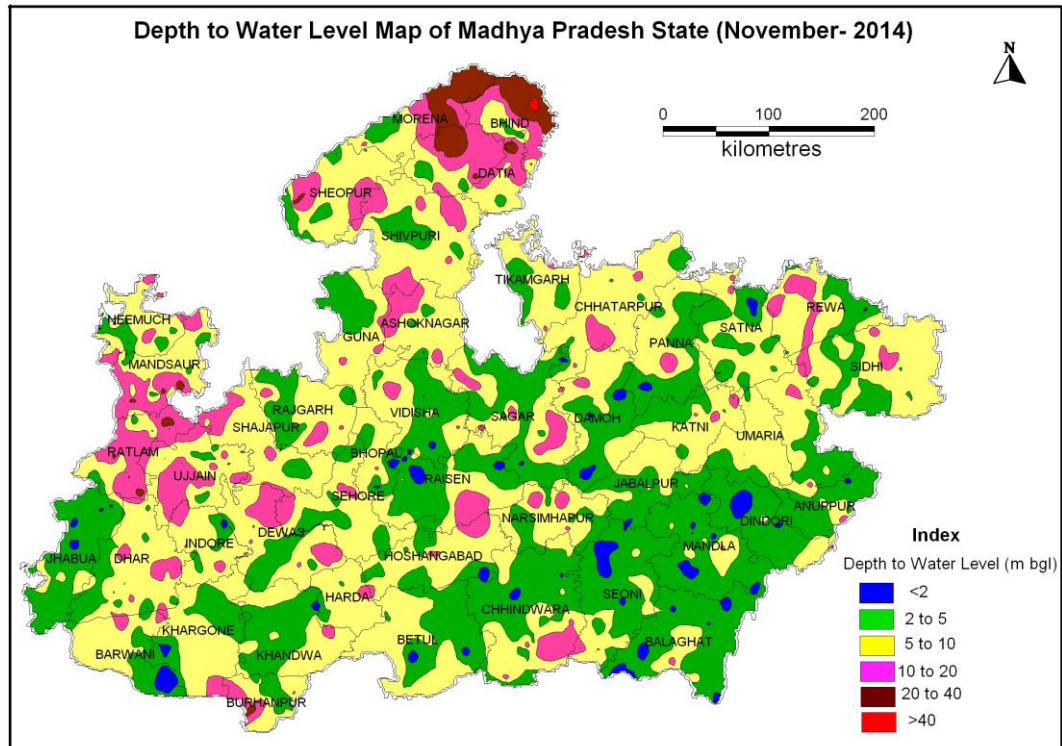 Depth to Water Level Map of Madhya Pradesh State (November- 2014)
N
0 100 200
kilometres
MORENA
BHIND
DATIA
SHEOPUR
SHIVPURI
TIKAMGARH
CHHATARPUR
REWA
NEEMUCH
ASHOKNAGAR
SATNA
GUNA
PANNA
MANDSAUR
SIDHI
RAJGARH
VIDISHA
SAGAR
DAMOH
SHAJAPUR
KATNI
UMARIA
RATLAM
BHOPAL
UJJAIN
RAISEN
JABALPUR
SEHORE
ANUPPUR
NARSIMHAPUR
DINDORI
DEWAS
INDORE
MANDLA
JHABUA
DHAR
HOSHANGABAD
HARDA
SEONI
CHHINDWARA
KHARGONE
BETUL
BALAGHAT
BARWANI
KHANDWA
BURHANPUR
Index
Depth to Water Level (m bgl)
<2
2 to 5
5 to 10
10 to 20
20 to 40
>40